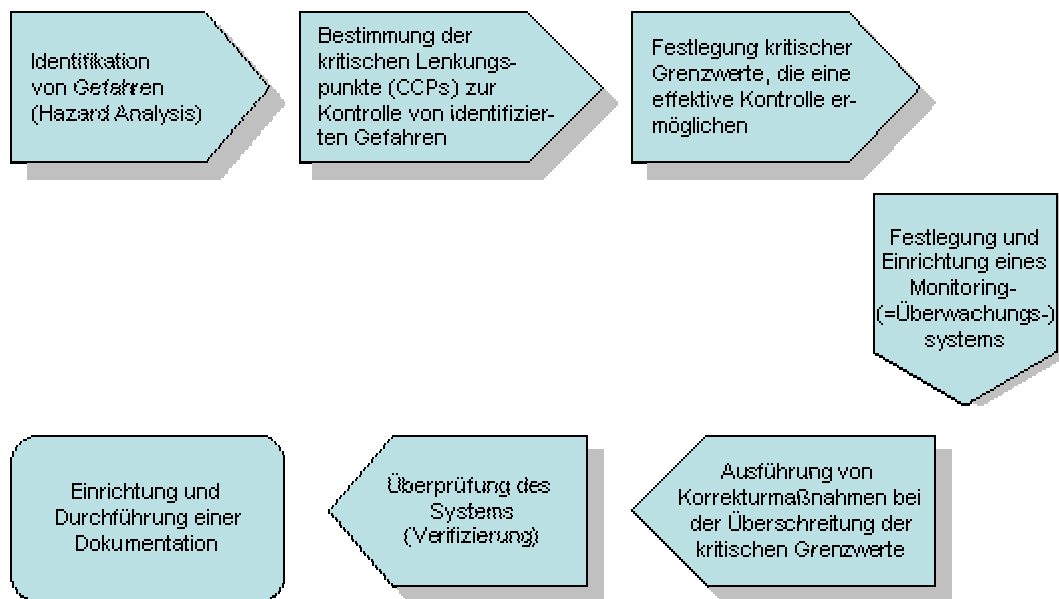 Identifikation
von Gefahren
(Hazard Analysis)
Bestimmung der
kritischen Lenkungs-
punkte (CCPs) zur
Kontrolle von identifizier-
ten Gefahren
Festlegung kritischer
Grenzwerte, die eine
effektive Kontrolle er-
möglichen
Festlegung und
Einrichtung eines
Monitoring-
(=Überwachungs-)
systems
Ausführung von
Korrekturmaßnahmen bei
der Überschreitung der
kritischen Grenzwerte
Überprüfung des
Systems
(Verifizierung)
Einrichtung und
Durchführung einer
Dokumentation